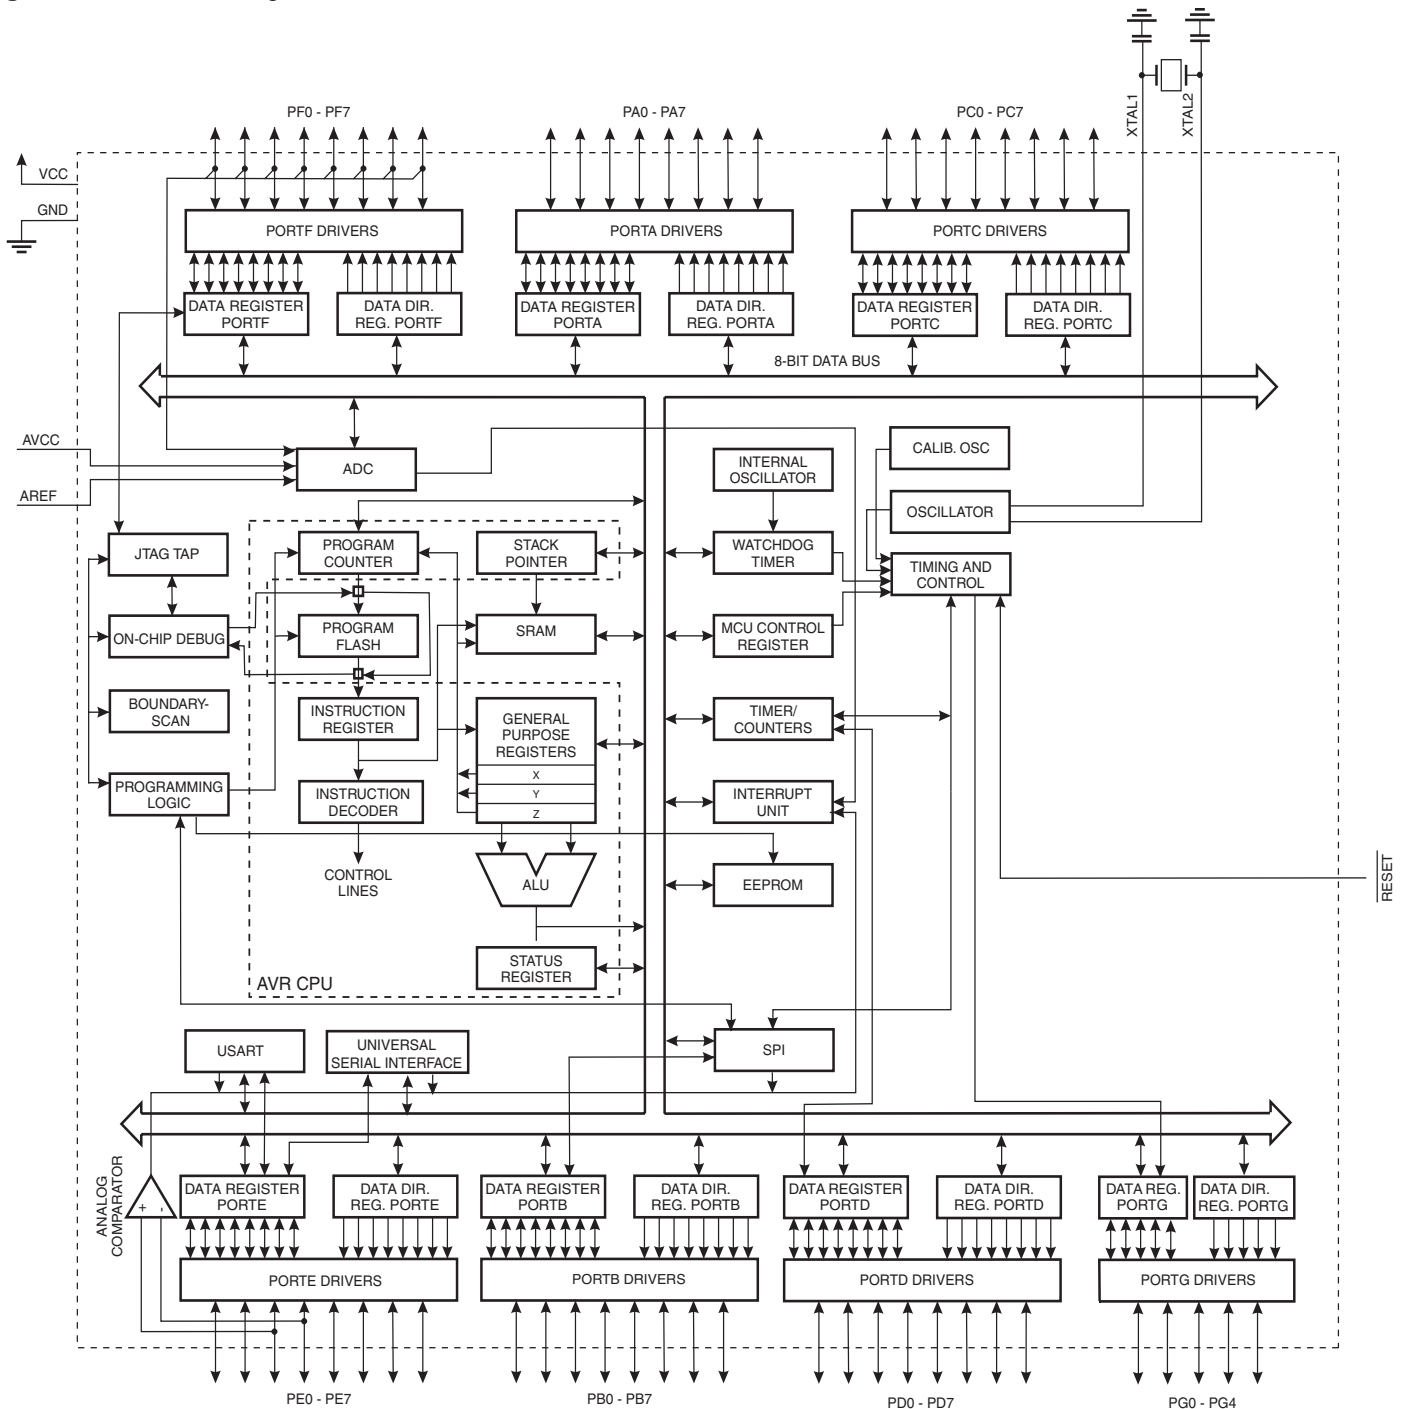 XTAL1
XTAL2
PF0 - PF7
PA0 - PA7
PC0 - PC7
VCC
GND
PORTF DRIVERS
PORTA DRIVERS
PORTC DRIVERS
DATA REGISTER
PORTF
DATA DIR.
REG. PORTF
DATA REGISTER
PORTA
DATA DIR.
REG. PORTA
DATA REGISTER
PORTC
DATA DIR.
REG. PORTC
8-BIT DATA BUS
AVCC
AREF
ADC
INTERNAL
OSCILLATOR
CALIB. OSC
OSCILLATOR
JTAG TAP
PROGRAM
COUNTER
STACK
POINTER
WATCHDOG
TIMER
TIMING AND
CONTROL
ON-CHIP DEBUG
PROGRAM
FLASH
SRAM
MCU CONTROL
REGISTER
BOUNDARY-
SCAN
INSTRUCTION
REGISTER
GENERAL
PURPOSE
REGISTERS
X
Y
Z
TIMER/
COUNTERS
PROGRAMMING
LOGIC
INSTRUCTION
DECODER
INTERRUPT
UNIT
CONTROL
LINES
ALU
EEPROM
RESET
STATUS
REGISTER
AVR CPU
USART
UNIVERSAL
SERIAL INTERFACE
SPI
ANALOG
COMPARATOR
+
-
DATA REGISTER
PORTE
DATA DIR.
REG. PORTE
DATA REGISTER
PORTB
DATA DIR.
REG. PORTB
DATA REGISTER
PORTD
DATA DIR.
REG. PORTD
DATA REG.
PORTG
DATA DIR.
REG. PORTG
PORTE DRIVERS
PORTB DRIVERS
PORTD DRIVERS
PORTG DRIVERS
PE0 - PE7
PB0 - PB7
PD0 - PD7
PG0 - PG4